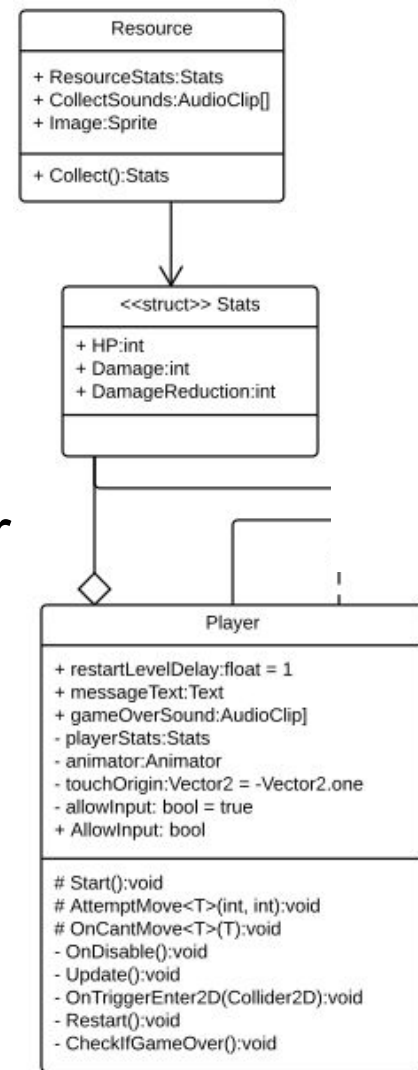 Resource
+ ResourceStats:Stats
+ CollectSounds:AudioClip[]
+ Image:Sprite
+ Collect():Stats
<<struct>> Stats
+ HP:int
+ Damage:int
+ DamageReduction:int
r
Player
+ restartLevelDelay:float = 1
+ messageText:Text
+ gameOverSound:AudioClip]
- playerStats:Stats
- animator:Animator
- touchOrigin:Vector2 = -Vector2.one
- allowInput: bool = true
+ AllowInput: bool
# Start():void
# AttemptMove<T>(int, int):void
# OnCantMove<T>(T):void
- OnDisable():void
- Update():void
- OnTriggerEnter2D(Collider2D):void
- Restart():void
- CheckIfGameOver():void